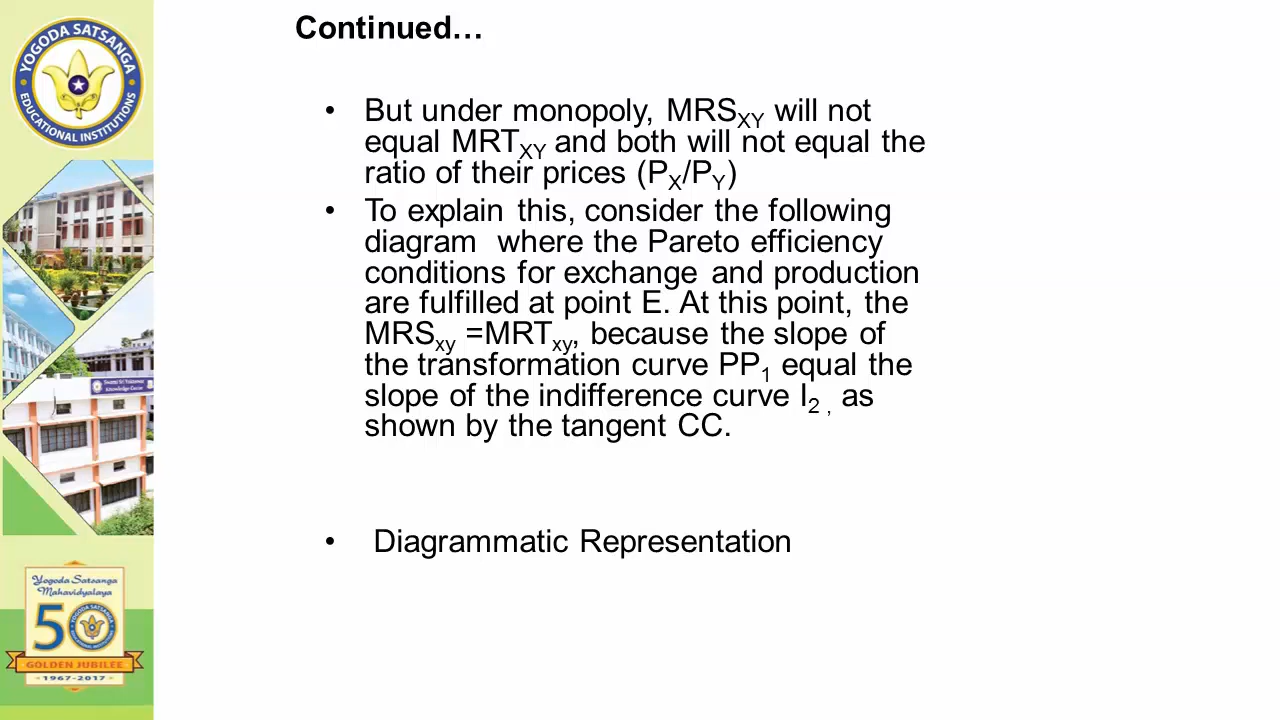 YOGODA SATSANGA
EDUCATIONAL INSTITUTIONS
Continued…
• But under monopoly, MRSXY will not
equal MRTXY and both will not equal the
ratio of their prices (PX/PY)
• To explain this, consider the following
diagram where the Pareto efficiency
conditions for exchange and production
are fulfilled at point E. At this point, the
MRSxy =MRTxy, because the slope of
the transformation curve PP1 equal the
slope of the indifference curve I2 , as
shown by the tangent CC.
• Diagrammatic Representation
Yogoda Satsanga
Mahavidyalaya
50
YOGODA SATSANGA
GOLDEN JUBILEE
1967-2017